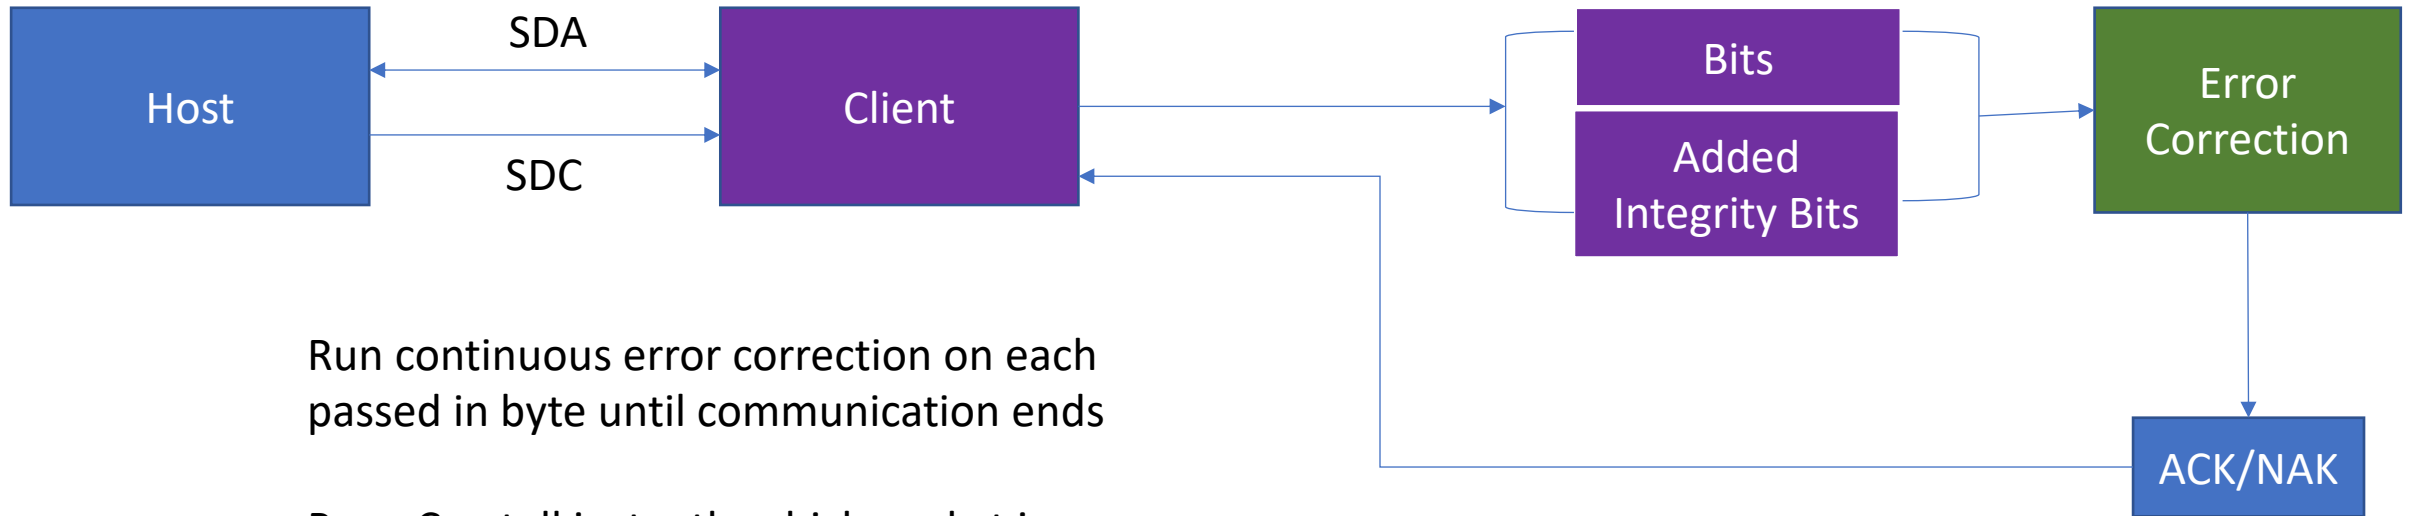 SDA
Host
Client
SDC
Bits
Added
Integrity Bits
Error
Correction
Run continuous error correction on each
passed in byte until communication ends
ACK/NAK